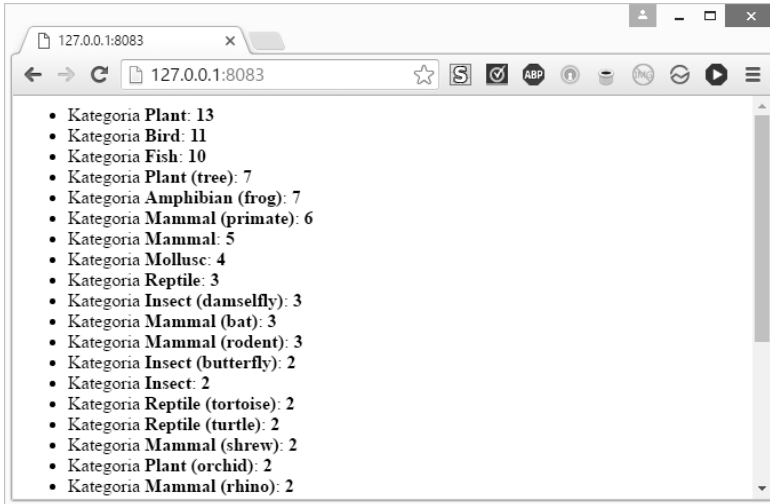 127.0.0.1:8083
127.0.0.1:8083
S
ABP
IMG
Kategoria Plant: 13
Kategoria Bird: 11
Kategoria Fish: 10
Kategoria Plant (tree): 7
Kategoria Amphibian (frog): 7
Kategoria Mammal (primate): 6
Kategoria Mammal: 5
Kategoria Mollusc: 4
Kategoria Reptile: 3
Kategoria Insect (damselfly): 3
Kategoria Mammal (bat): 3
Kategoria Mammal (rodent): 3
Kategoria Insect (butterfly): 2
Kategoria Insect: 2
Kategoria Reptile (tortoise): 2
Kategoria Reptile (turtle): 2
Kategoria Mammal (shrew): 2
Kategoria Plant (orchid): 2
Kategoria Mammal (rhino): 2